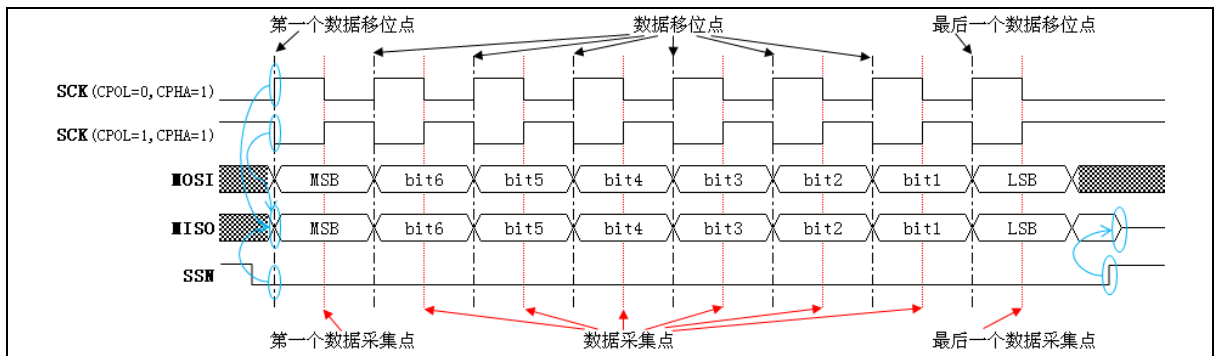 第一个数据移位点 数据移位点 最后一个数据移位点
SCK (CPOL=0, CPHA=1)
SCK (CPOL=1, CPHA=1)
MOSI MSB bit6 bit5 bit4 bit3 bit2 bit1 LSB
MISO MSB bit6 bit5 bit4 bit3 bit2 bit1 LSB
SSN
第一个数据采集点 数据采集点 最后一个数据采集点